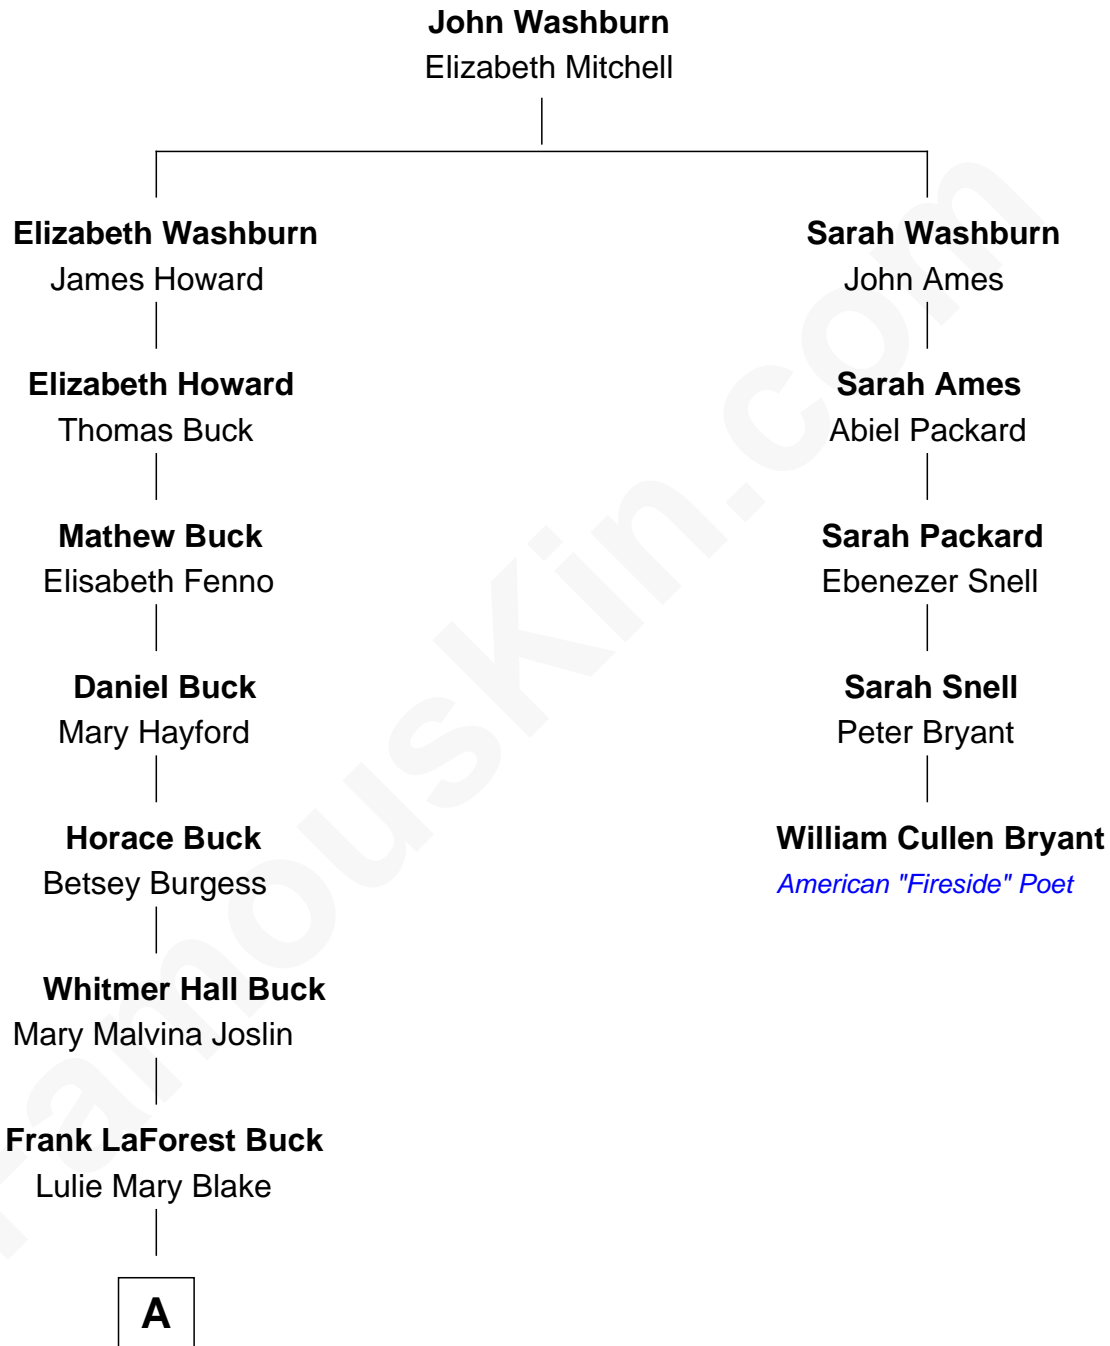 John Washburn
Elizabeth Mitchell
Elizabeth Washburn
James Howard
Sarah Washburn
John Ames
Elizabeth Howard
Thomas Buck
Sarah Ames
Abiel Packard
Mathew Buck
Elisabeth Fenno
Sarah Packard
Ebenezer Snell
Daniel Buck
Mary Hayford
Sarah Snell
Peter Bryant
Horace Buck
Betsey Burgess
William Cullen Bryant
American "Fireside" Poet
Whitmer Hall Buck
Mary Malvina Joslin
Frank LaForest Buck
Lulie Mary Blake
A
FamousKin.com